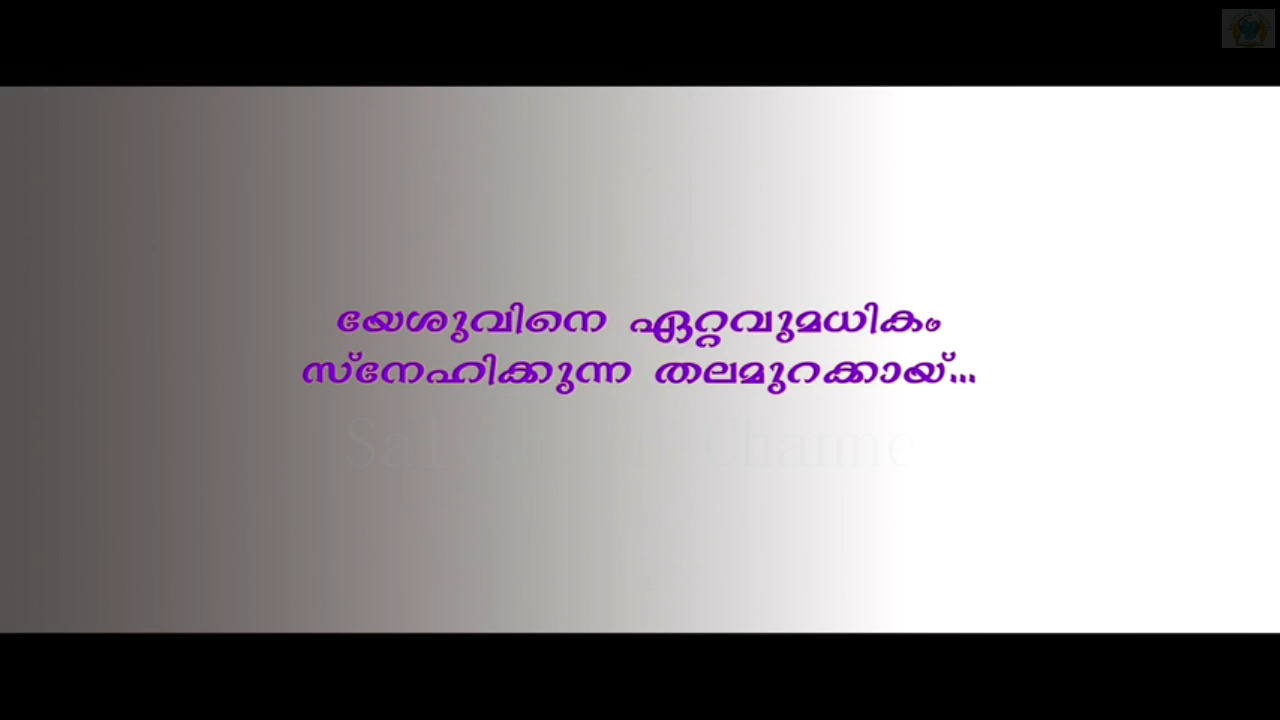 യേശുവിനെ ഏറ്റവുമധികം
സ്നേഹിക്കുന്ന തലമുറക്കായ്...